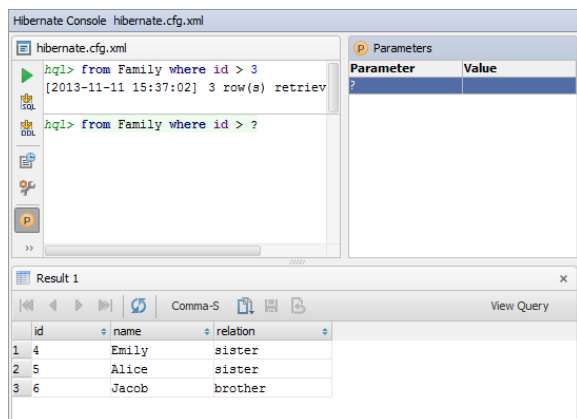 Hibernate Console hibernate.cfg.xml
hibernate.cfg.xml
hql> from Family where id > 3
[2013-11-11 15:37:02] 3 row(s) retriev
hql> from Family where id > ?
SQL
DDL
P
>>
P Parameters
Parameter Value
?
Result 1
Comma-S View Query
id name relation
1 4 Emily sister
2 5 Alice sister
3 6 Jacob brother